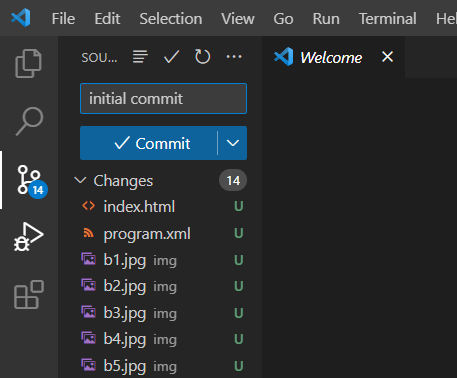 File Edit Selection View Go Run Terminal Hel
SOU... Welcome
initial commit
Commit
14
Changes 14
index.html U
program.xml U
b1.jpg img U
b2.jpg img U
b3.jpg img U
b4.jpg img U
b5.jpg img U